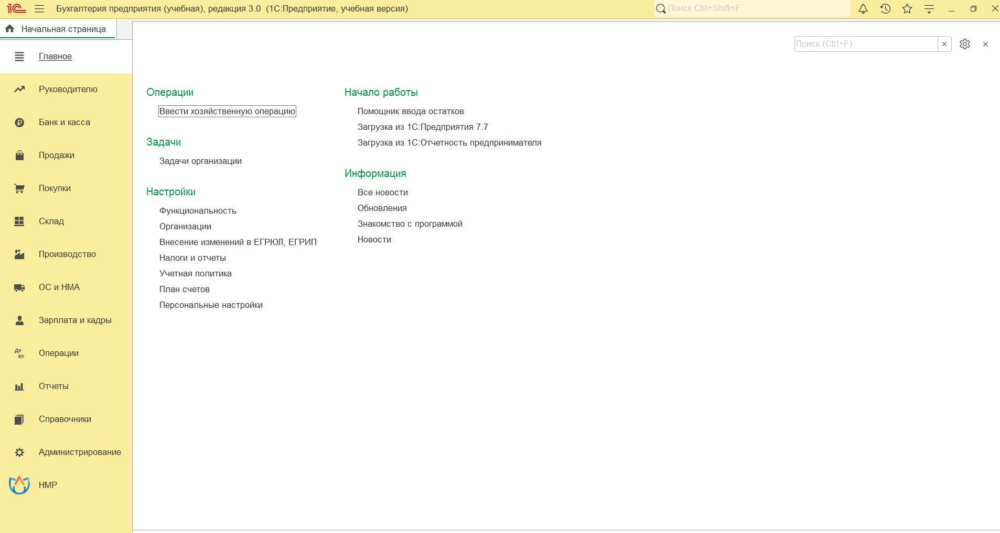 1С Бухгалтерия предприятия (учебная), редакция 3.0 (1С:Предприятие, учебная версия) Поиск Ctrl+Shift+F
Начальная страница
Поиск (Ctrl+F)
Главное
Руководителю
Банк и касса
Продажи
Покупки
Склад
Производство
ОС и НМА
Зарплата и кадры
Дт
Кт
Операции
Отчеты
Справочники
Администрирование
НМР
Операции
Ввести хозяйственную операцию
Задачи
Задачи организации
Настройки
Функциональность
Организации
Внесение изменений в ЕГРЮЛ, ЕГРИП
Налоги и отчеты
Учетная политика
План счетов
Персональные настройки
Начало работы
Помощник ввода остатков
Загрузка из 1С:Предприятия 7.7
Загрузка из 1С:Отчетность предпринимателя
Информация
Все новости
Обновления
Знакомство с программой
Новости